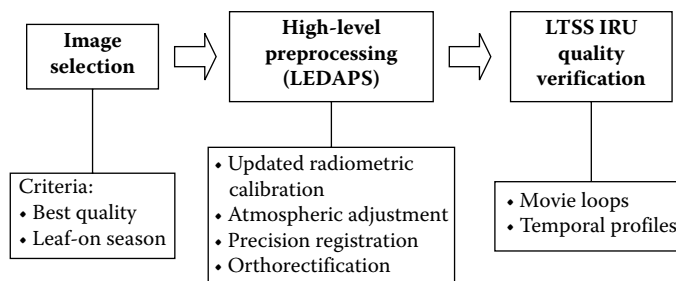 Image
selection
High-level
preprocessing
(LEDAPS)
LTSS IRU
quality
verification
Criteria:
• Best quality
• Leaf-on season
• Updated radiometric
calibration
• Atmospheric adjustment
• Precision registration
• Orthorectification
• Movie loops
• Temporal profiles